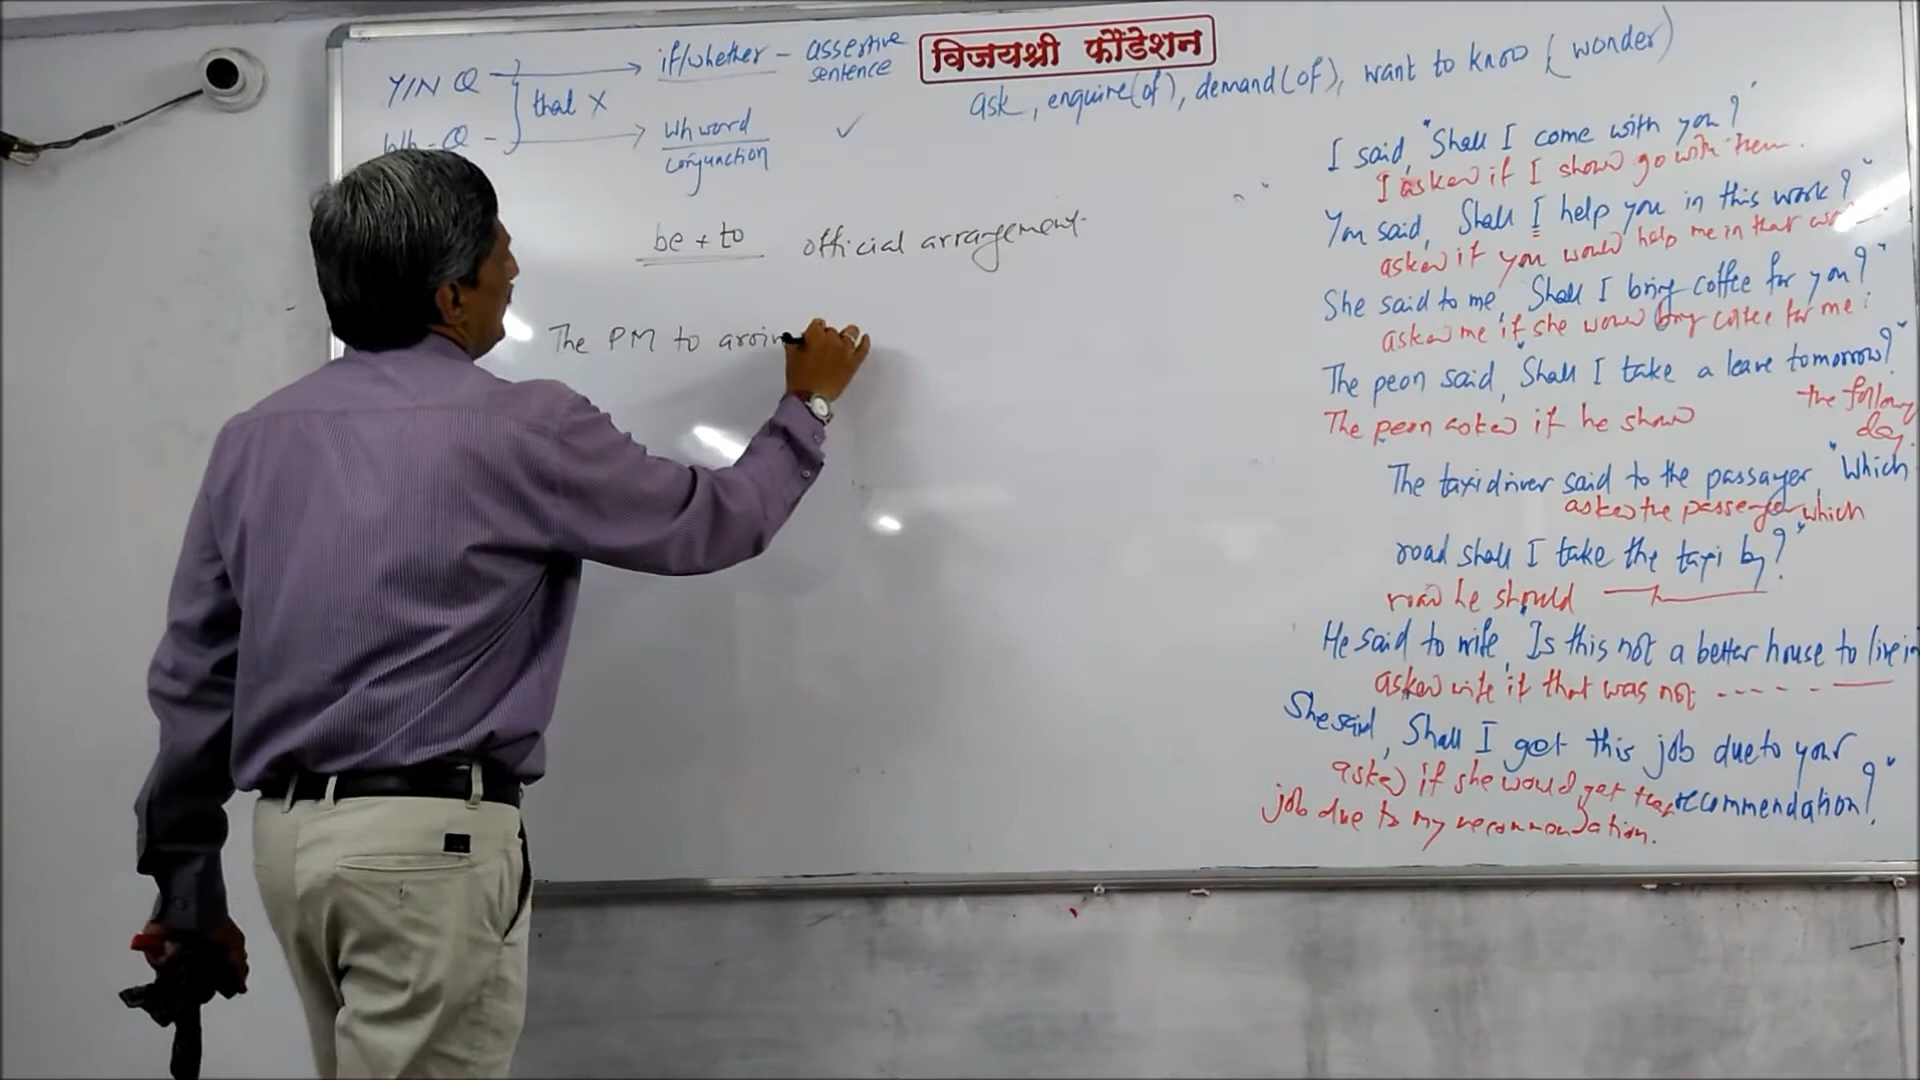 Y/N Q → if/whether - assertive sentence
that X
Wh-Q - → Wh word
conjunction ✓
विजयश्री फौंडेशन
ask, enquire(of), demand(of), want to know (wonder)
be + to official arrangement.
The PM to arriv
I said, "Shall I come with you?"
I asked if I should go with them.
You said, Shall I help you in this work?"
asked if you would help me in that
She said to me, Shall I bring coffee for you?"
asked me if she would bring coffee for me.
The peon said, "Shall I take a leave tomorrow?"
The peon asked if he should
the following day.
The taxi driver said to the passayer, "Which
asked the passenger which
road shall I take the taxi by?"
road he should
He said to wife, "Is this not a better house to live in
asked wife if that was not - - - - -
She said, Shall I get this job due to your
asked if she would get that recommendation?"
job due to my recommendation.